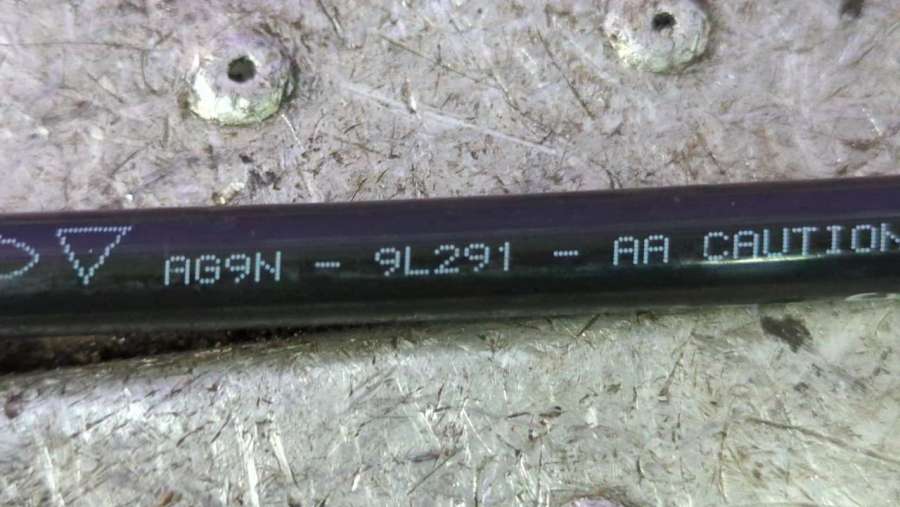 AG9N - 9L291 - AA CAUTION